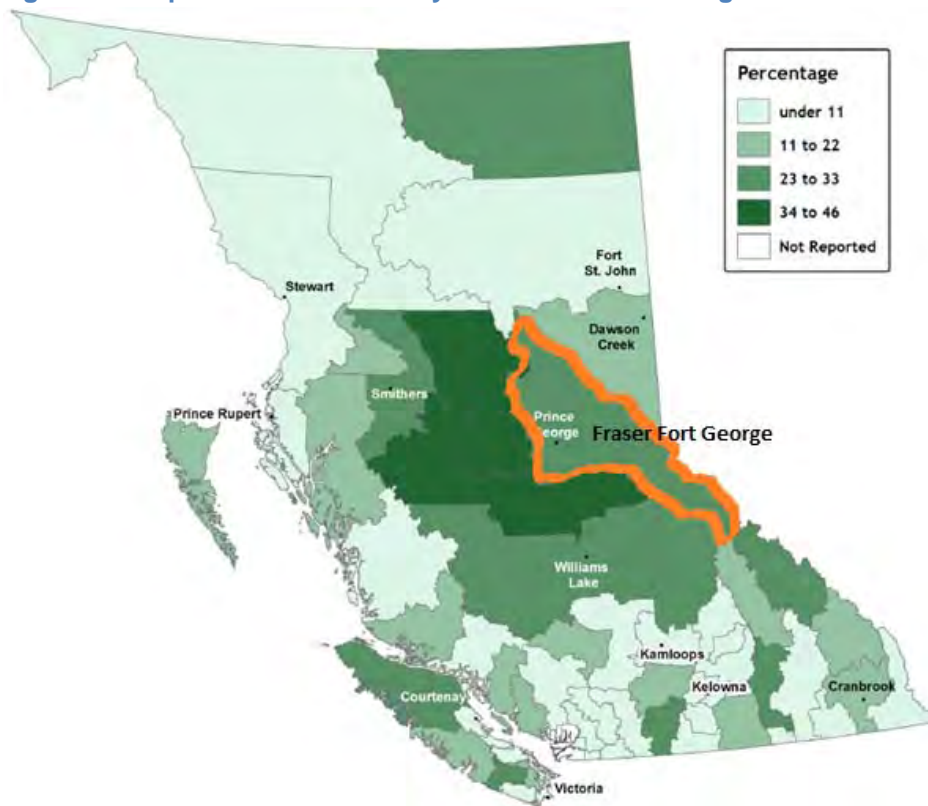 Percentage
under 11
11 to 22
23 to 33
34 to 46
Not Reported
Fort
St. John
Stewart
Dawson
Creek
Smithers
Prince Rupert
Prince
George
Fraser Fort George
Williams
Lake
Kamloops
Kelowna
Cranbrook
Courtenay
Victoria